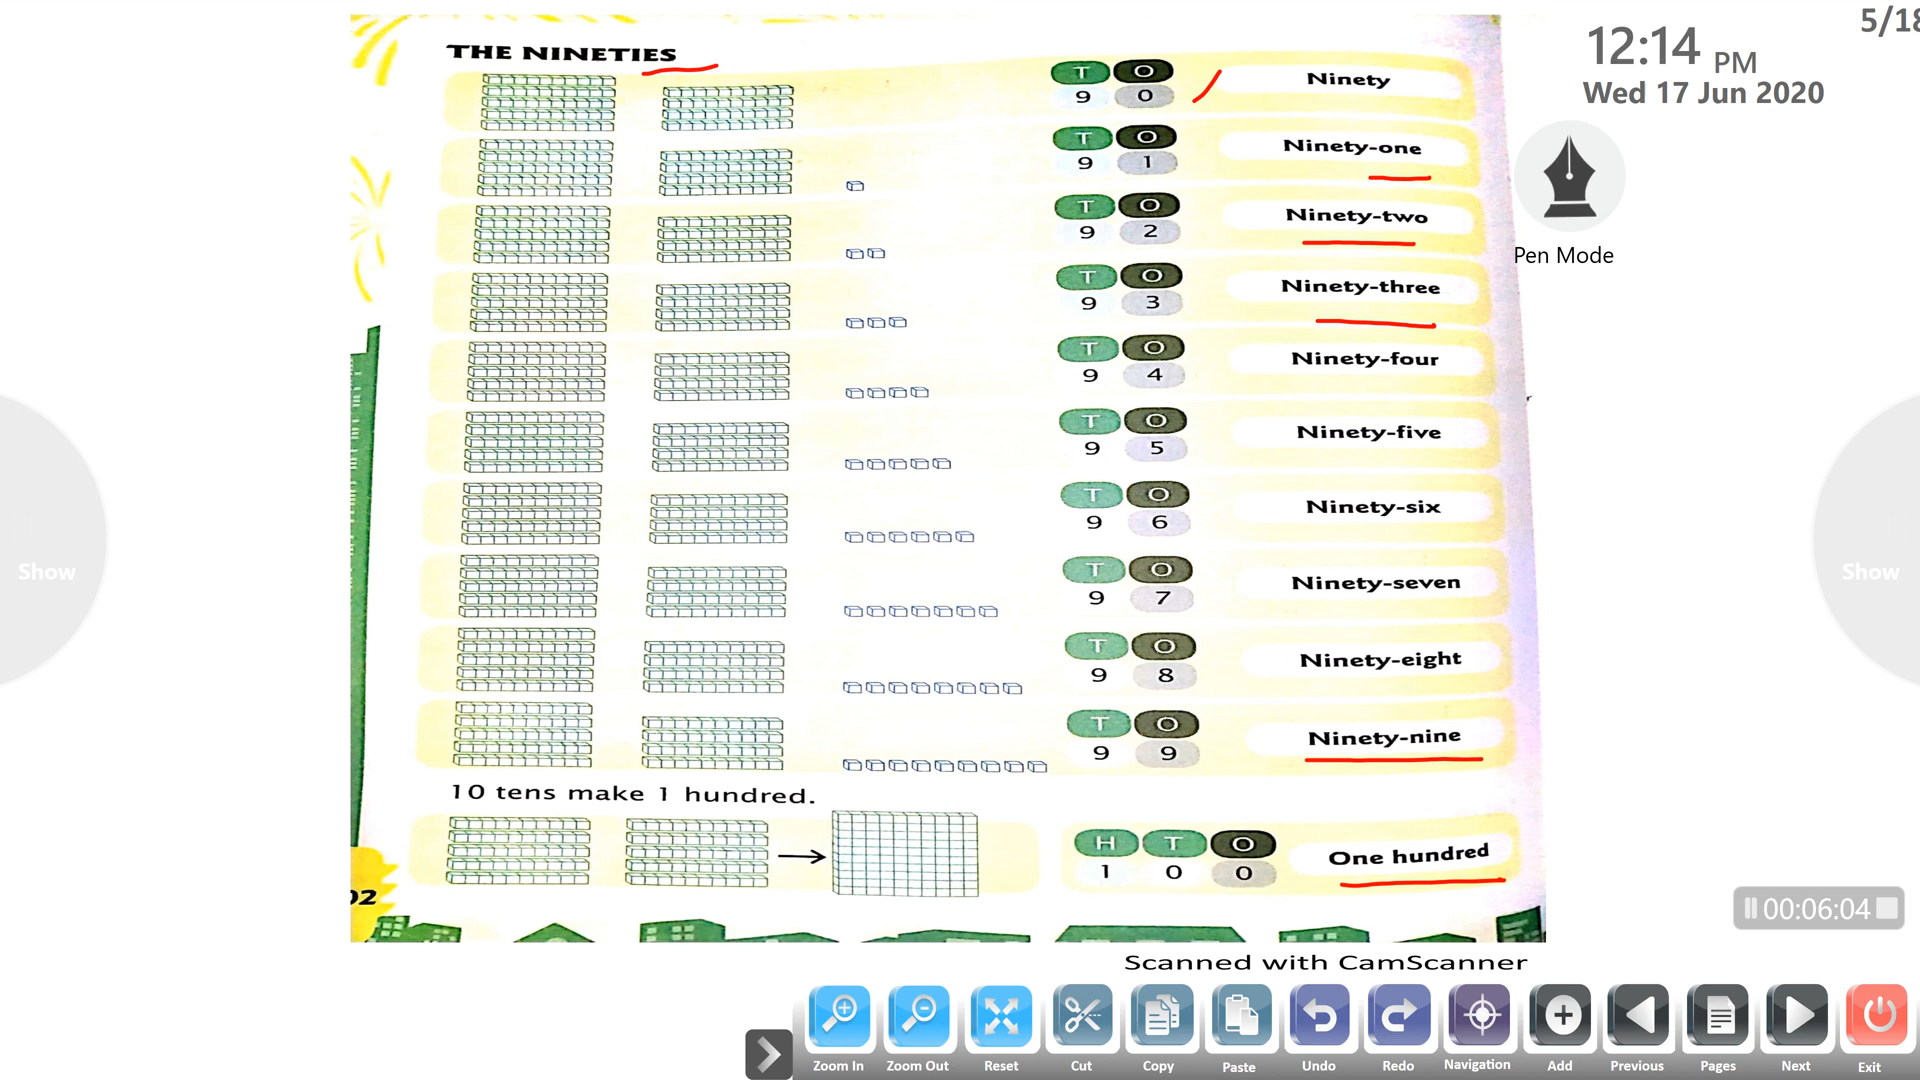 5/18
12:14 PM
Wed 17 Jun 2020
Pen Mode
THE NINETIES
T O
9 0
Ninety
T O
9 1
Ninety-one
T O
9 2
Ninety-two
T O
9 3
Ninety-three
T O
9 4
Ninety-four
T O
9 5
Ninety-five
T O
9 6
Ninety-six
T O
9 7
Ninety-seven
T O
9 8
Ninety-eight
T O
9 9
Ninety-nine
10 tens make 1 hundred.
H T O
1 0 0
One hundred
02
Show
Show
00:06:04
Scanned with CamScanner
Zoom In Zoom Out Reset Cut Copy Paste Undo Redo Navigation Add Previous Pages Next Exit